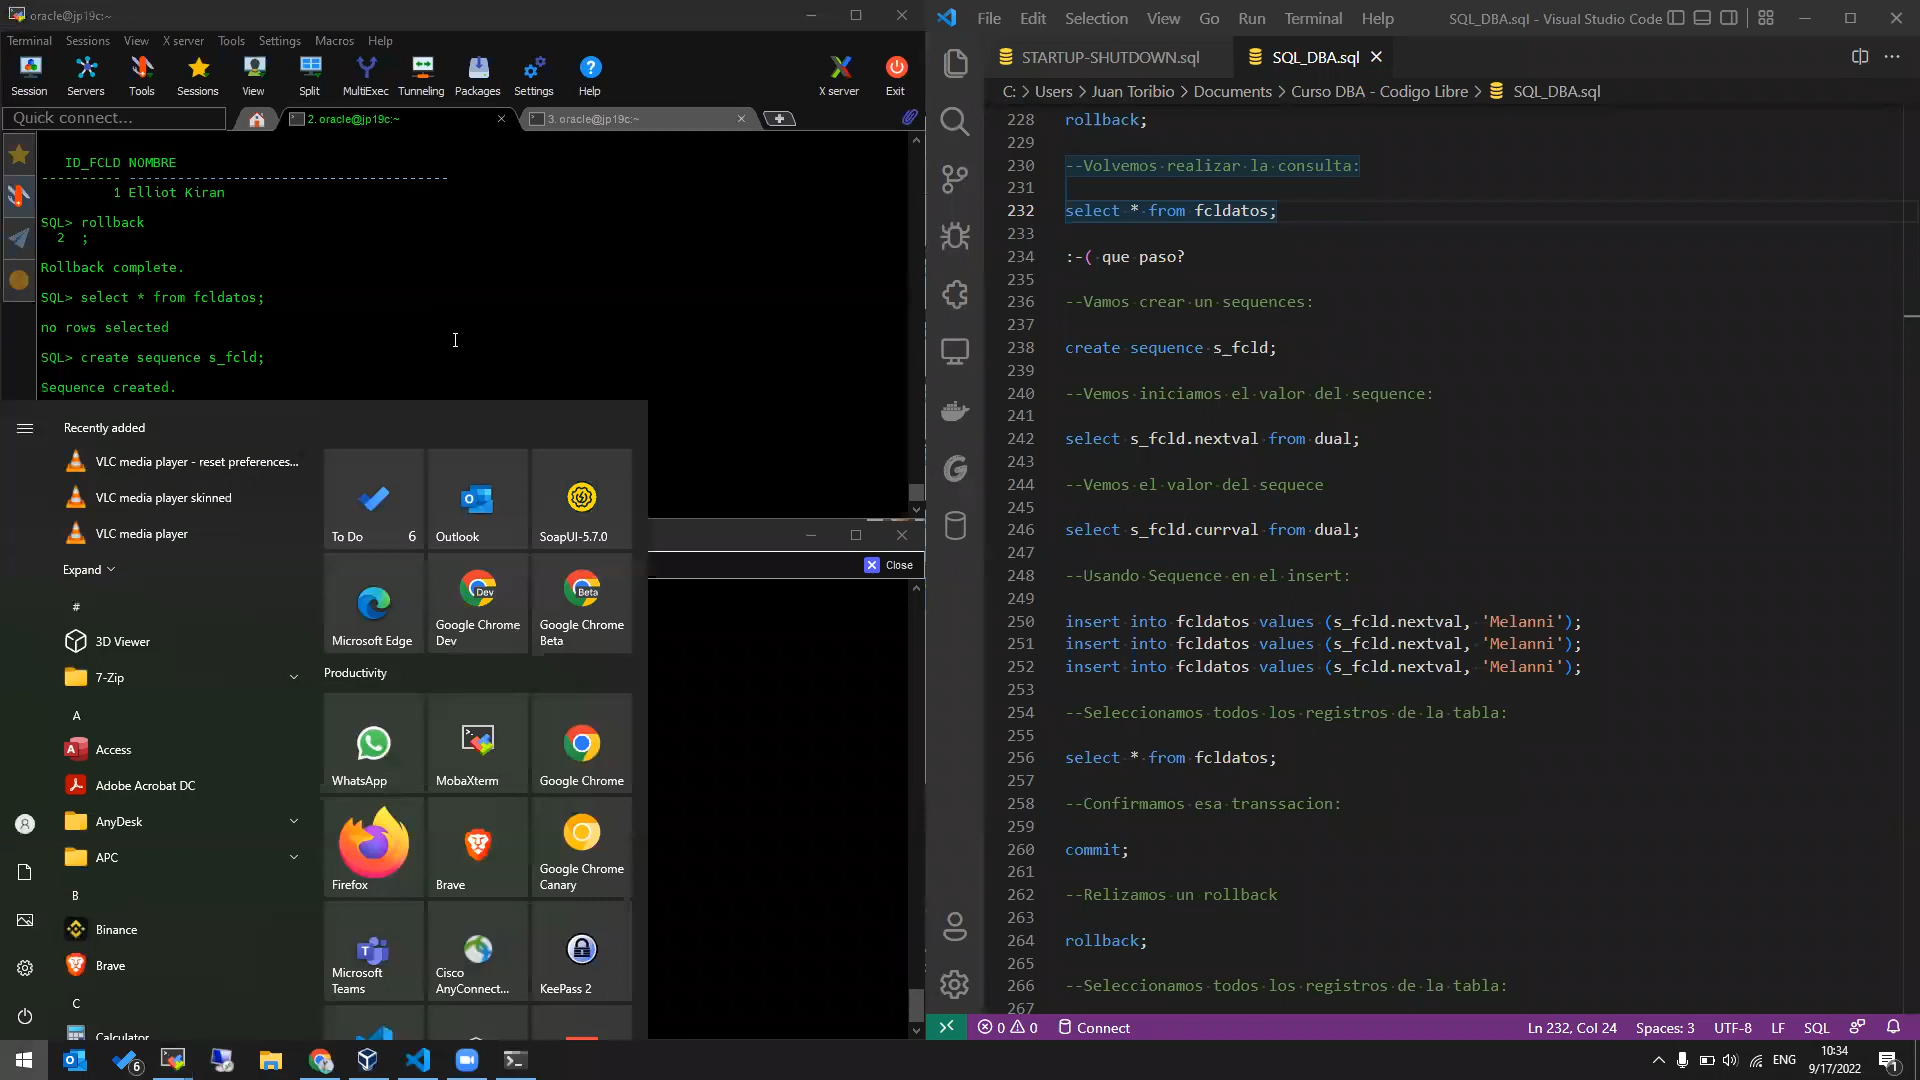 oracle@jp19c:~
Terminal Sessions View X server Tools Settings Macros Help
Session Servers Tools Sessions View Split MultiExec Tunneling Packages Settings Help X server Exit
Quick connect...
2. oracle@jp19c:~
3. oracle@jp19c:~
ID_FCLD NOMBRE
---------- ----------------------------------------
1 Elliot Kiran
SQL> rollback
2 ;
Rollback complete.
SQL> select * from fcldatos;
no rows selected
SQL> create sequence s_fcld;
Sequence created.
Close
Recently added
VLC media player - reset preferences...
VLC media player skinned
VLC media player
Expand
#
3D Viewer
7-Zip
A
Access
Adobe Acrobat DC
AnyDesk
APC
B
Binance
Brave
C
Calculator
To Do 6
Outlook
SoapUI-5.7.0
Microsoft Edge
Google Chrome Dev
Google Chrome Beta
Productivity
WhatsApp
MobaXterm
Google Chrome
Firefox
Brave
Google Chrome Canary
Microsoft Teams
Cisco AnyConnect...
KeePass 2
File Edit Selection View Go Run Terminal Help
SQL_DBA.sql - Visual Studio Code
STARTUP-SHUTDOWN.sql
SQL_DBA.sql
C: > Users > Juan Toribio > Documents > Curso DBA - Codigo Libre > SQL_DBA.sql
228 rollback;
229
230 --Volvemos realizar la consulta:
231
232 select * from fcldatos;
233
234 :-( que paso?
235
236 --Vamos crear un sequences:
237
238 create sequence s_fcld;
239
240 --Vemos iniciamos el valor del sequence:
241
242 select s_fcld.nextval from dual;
243
244 --Vemos el valor del sequece
245
246 select s_fcld.currval from dual;
247
248 --Usando Sequence en el insert:
249
250 insert into fcldatos values (s_fcld.nextval, 'Melanni');
251 insert into fcldatos values (s_fcld.nextval, 'Melanni');
252 insert into fcldatos values (s_fcld.nextval, 'Melanni');
253
254 --Seleccionamos todos los registros de la tabla:
255
256 select * from fcldatos;
257
258 --Confirmamos esa transsacion:
259
260 commit;
261
262 --Relizamos un rollback
263
264 rollback;
265
266 --Seleccionamos todos los registros de la tabla:
267
0 0 Connect
Ln 232, Col 24 Spaces: 3 UTF-8 LF SQL
6
ENG
10:34
9/17/2022
1